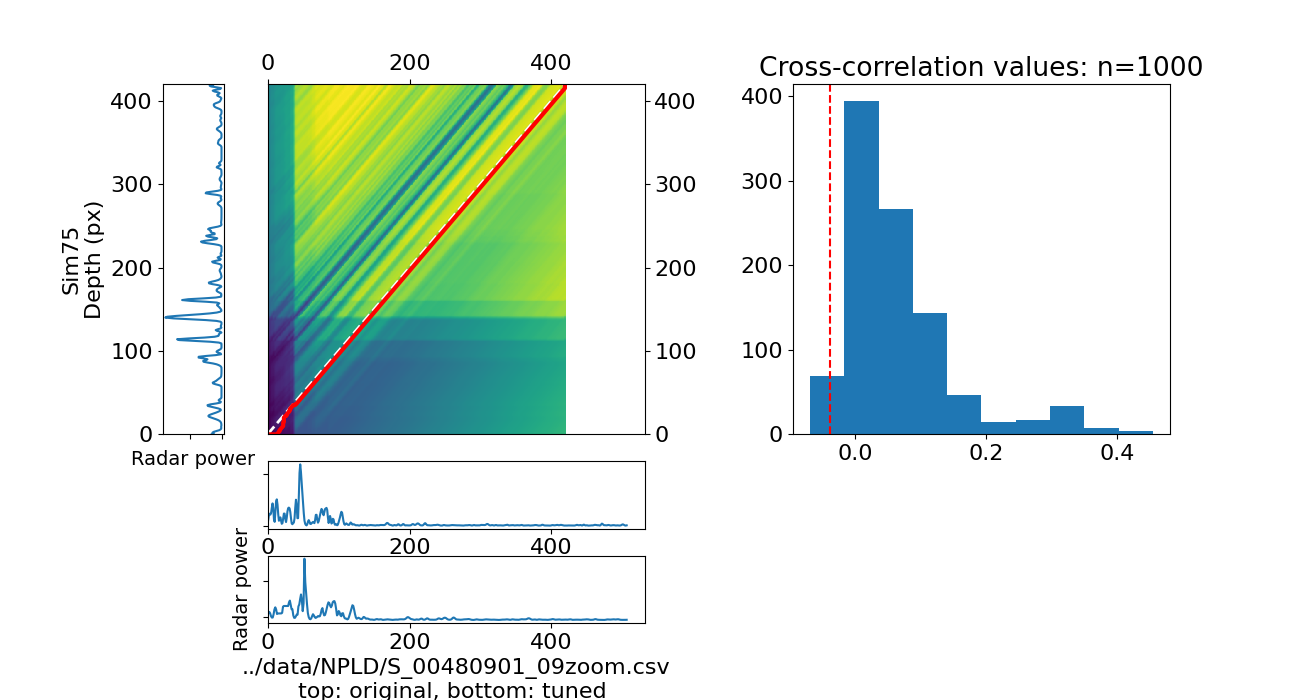 0 200 400
Cross-correlation values: n=1000
400
300
200
100
0
Sim75
Depth (px)
Radar power
400
300
200
100
0
400
300
200
100
0
0.0 0.2 0.4
0 200 400
Radar power
0 200 400
../data/NPLD/S_00480901_09zoom.csv
top: original, bottom: tuned